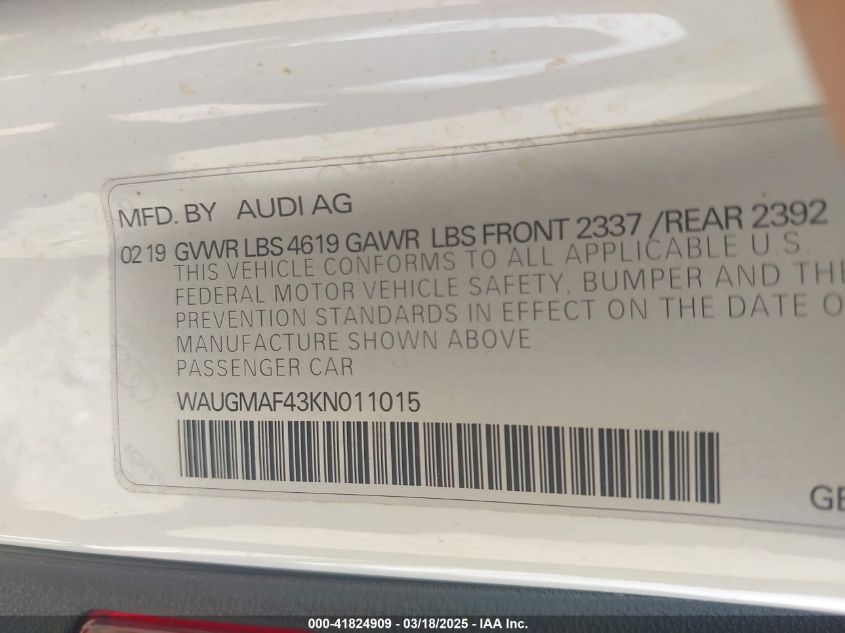 MFD. BY AUDI AG
02 19 GVWR LBS 4619 GAWR LBS FRONT 2337 /REAR 2392
THIS VEHICLE CONFORMS TO ALL APPLICABLE U.S.
FEDERAL MOTOR VEHICLE SAFETY, BUMPER AND THE
PREVENTION STANDARDS IN EFFECT ON THE DATE O
MANUFACTURE SHOWN ABOVE
PASSENGER CAR
WAUGMAF43KN011015
GE
000-41824909 - 03/18/2025 - IAA Inc.